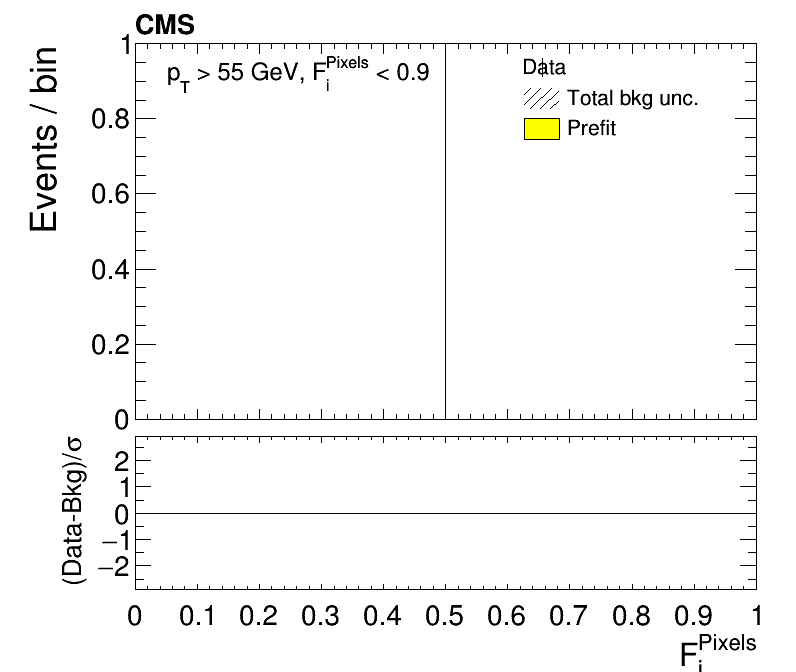 CMS
Events / bin
1
0.8
0.6
0.4
0.2
0
p_T > 55 GeV, F_i^Pixels < 0.9
Data
Total bkg unc.
Prefit
(Data-Bkg)/σ
2
1
0
−1
−2
0 0.1 0.2 0.3 0.4 0.5 0.6 0.7 0.8 0.9 1
F_i^Pixels